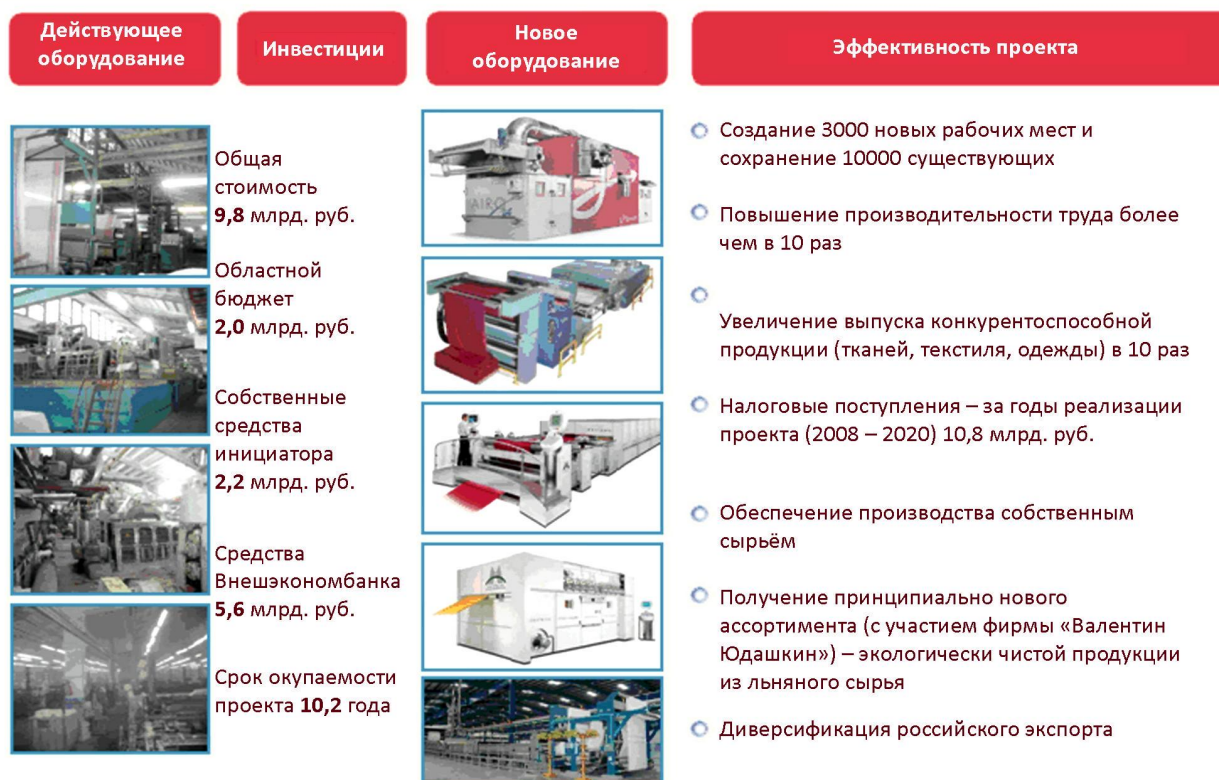 Действующее
оборудование
Инвестиции
Новое
оборудование
Эффективность проекта
Общая
стоимость
9,8 млрд. руб.
Областной
бюджет
2,0 млрд. руб.
Собственные
средства
инициатора
2,2 млрд. руб.
Средства
Внешэкономбанка
5,6 млрд. руб.
Срок окупаемости
проекта 10,2 года
AIRO
Создание 3000 новых рабочих мест и
сохранение 10000 существующих
Повышение производительности труда более
чем в 10 раз
Увеличение выпуска конкурентоспособной
продукции (тканей, текстиля, одежды) в 10 раз
Налоговые поступления – за годы реализации
проекта (2008 – 2020) 10,8 млрд. руб.
Обеспечение производства собственным
сырьём
Получение принципиально нового
ассортимента (с участием фирмы «Валентин
Юдашкин») – экологически чистой продукции
из льняного сырья
Диверсификация российского экспорта